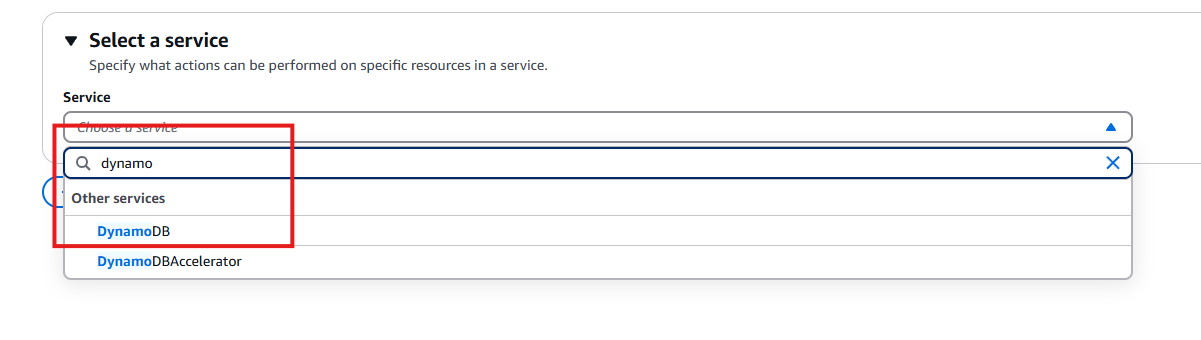 Select a service
Specify what actions can be performed on specific resources in a service.
Service
Choose a service
dynamo
Other services
DynamoDB
DynamoDBAccelerator